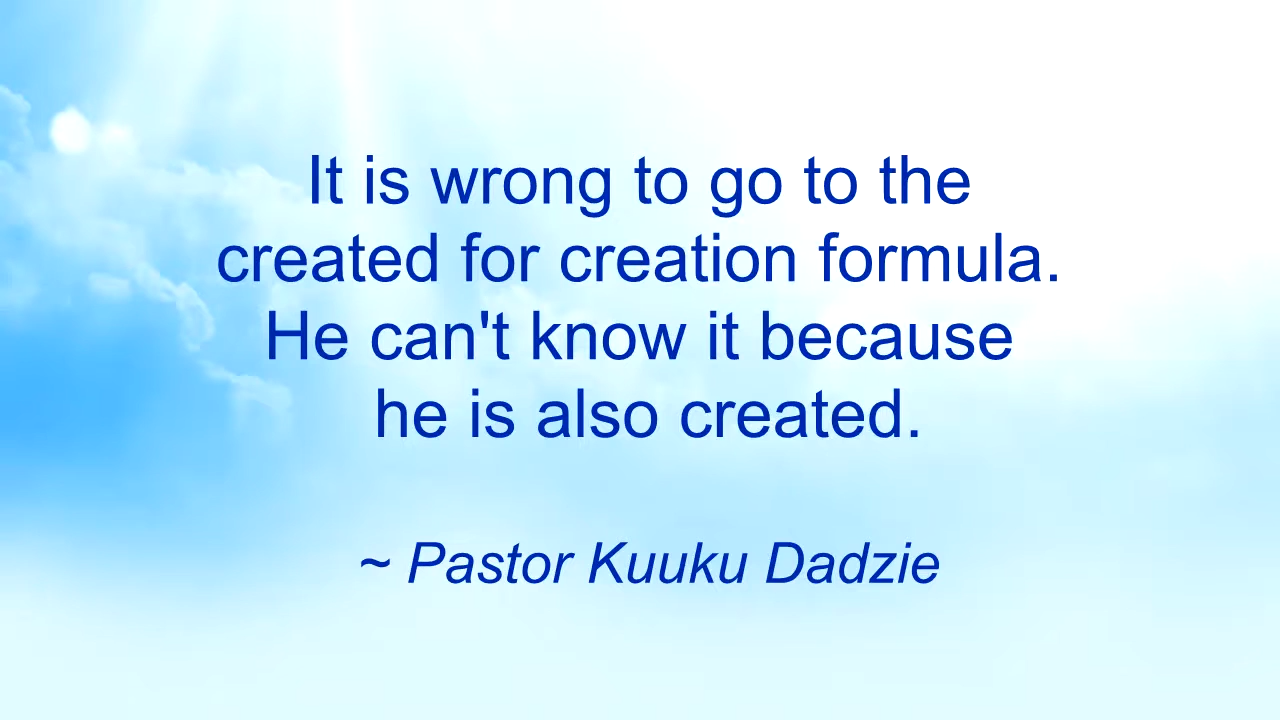 It is wrong to go to the
created for creation formula.
He can't know it because
he is also created.
~ Pastor Kuuku Dadzie